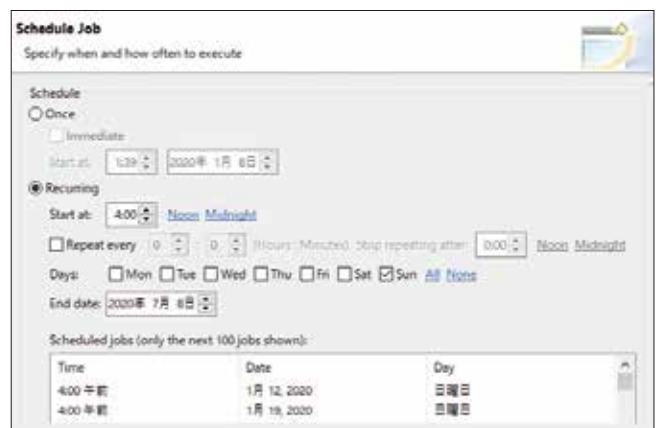 Schedule Job
Specify when and how often to execute
Schedule
Once
Immediate
Start at: 1:39 2020年 1月 8日
Recurring
Start at: 4:00 Noon Midnight
Repeat every 0 : 0 (Hours : Minutes). Stop repeating after: 0:00 Noon Midnight
Days: Mon Tue Wed Thu Fri Sat Sun All None
End date: 2020年 7月 8日
Scheduled jobs (only the next 100 jobs shown):
Time Date Day
4:00 午前 1月 12, 2020 日曜日
4:00 午前 1月 19, 2020 日曜日